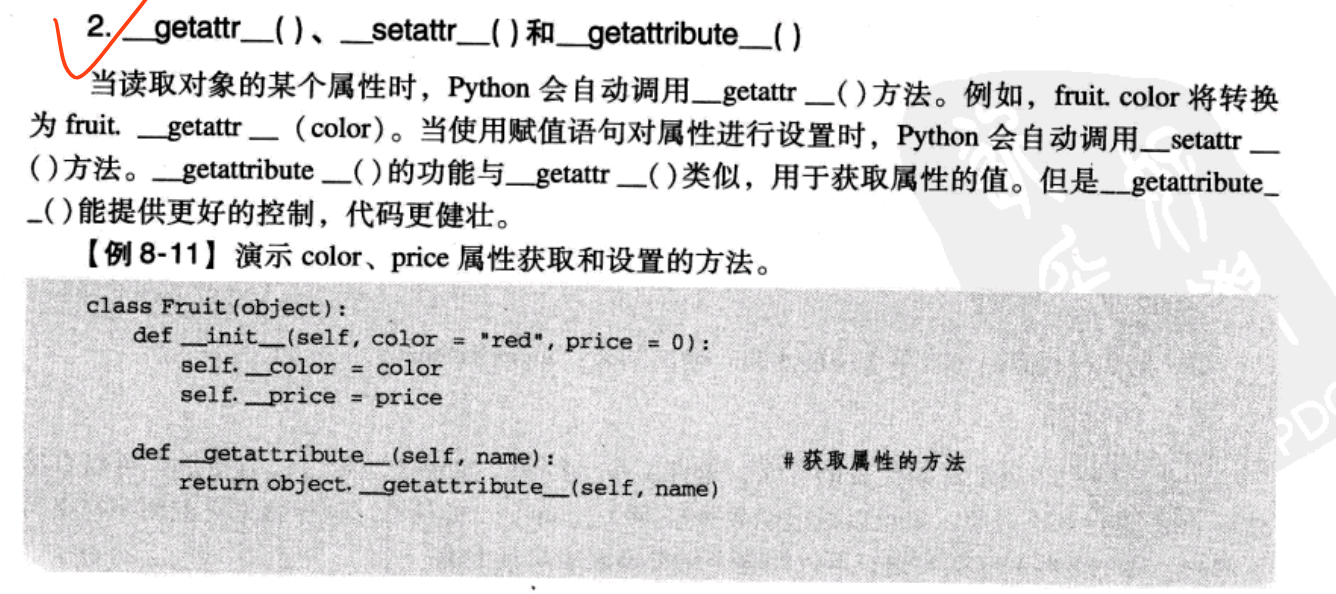 2. __getattr__( )、__setattr__( )和__getattribute__( )
当读取对象的某个属性时，Python 会自动调用__getattr __( )方法。例如，fruit. color 将转换
为 fruit. __getattr __ （color）。当使用赋值语句对属性进行设置时，Python 会自动调用__setattr __
( )方法。__getattribute __( )的功能与__getattr __( )类似，用于获取属性的值。但是__getattribute_
_( )能提供更好的控制，代码更健壮。
【例 8-11】演示 color、price 属性获取和设置的方法。
class Fruit(object):
def __init__(self, color = "red", price = 0):
self. __color = color
self. __price = price
def __getattribute__(self, name): # 获取属性的方法
return object. __getattribute__(self, name)